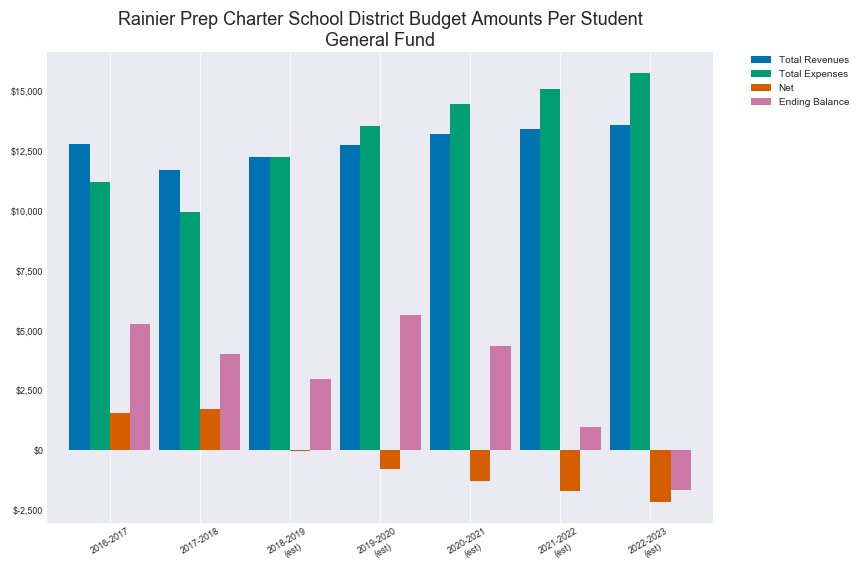 Rainier Prep Charter School District Budget Amounts Per Student
General Fund
Total Revenues
Total Expenses
Net
Ending Balance
$15,000
$12,500
$10,000
$7,500
$5,000
$2,500
$0
$-2,500
2016-2017
2017-2018
2018-2019
(est)
2019-2020
(est)
2020-2021
(est)
2021-2022
(est)
2022-2023
(est)